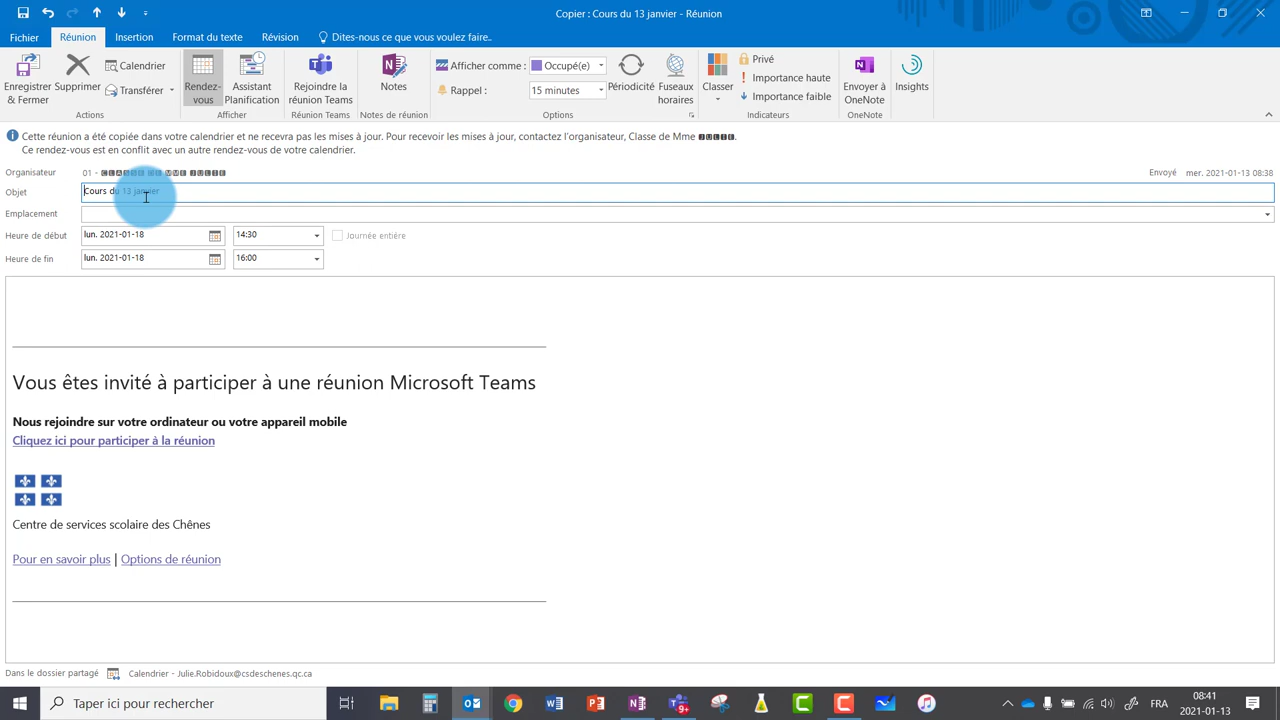 Copier : Cours du 13 janvier - Réunion
Fichier Réunion Insertion Format du texte Révision Dites-nous ce que vous voulez faire..
Enregistrer & Fermer
Supprimer
Calendrier
Transférer
Actions
Rendez-vous
Assistant Planification
Afficher
Rejoindre la réunion Teams
Réunion Teams
Notes
Notes de réunion
Afficher comme : Occupé(e)
Rappel : 15 minutes
Périodicité
Fuseaux horaires
Options
Classer
Privé
Importance haute
Importance faible
Indicateurs
Envoyer à OneNote
OneNote
Insights
Cette réunion a été copiée dans votre calendrier et ne recevra pas les mises à jour. Pour recevoir les mises à jour, contactez l'organisateur, Classe de Mme JULIE.
Ce rendez-vous est en conflit avec un autre rendez-vous de votre calendrier.
Organisateur 01 - CLASSE DE MME JULIE Envoyé mer. 2021-01-13 08:38
Objet Cours du 13 janvier
Emplacement
Heure de début lun. 2021-01-18 14:30 Journée entière
Heure de fin lun. 2021-01-18 16:00
Vous êtes invité à participer à une réunion Microsoft Teams
Nous rejoindre sur votre ordinateur ou votre appareil mobile
Cliquez ici pour participer à la réunion
Centre de services scolaire des Chênes
Pour en savoir plus | Options de réunion
Dans le dossier partagé Calendrier - Julie.Robidoux@csdeschenes.qc.ca
Taper ici pour rechercher
9+
FRA
08:41
2021-01-13